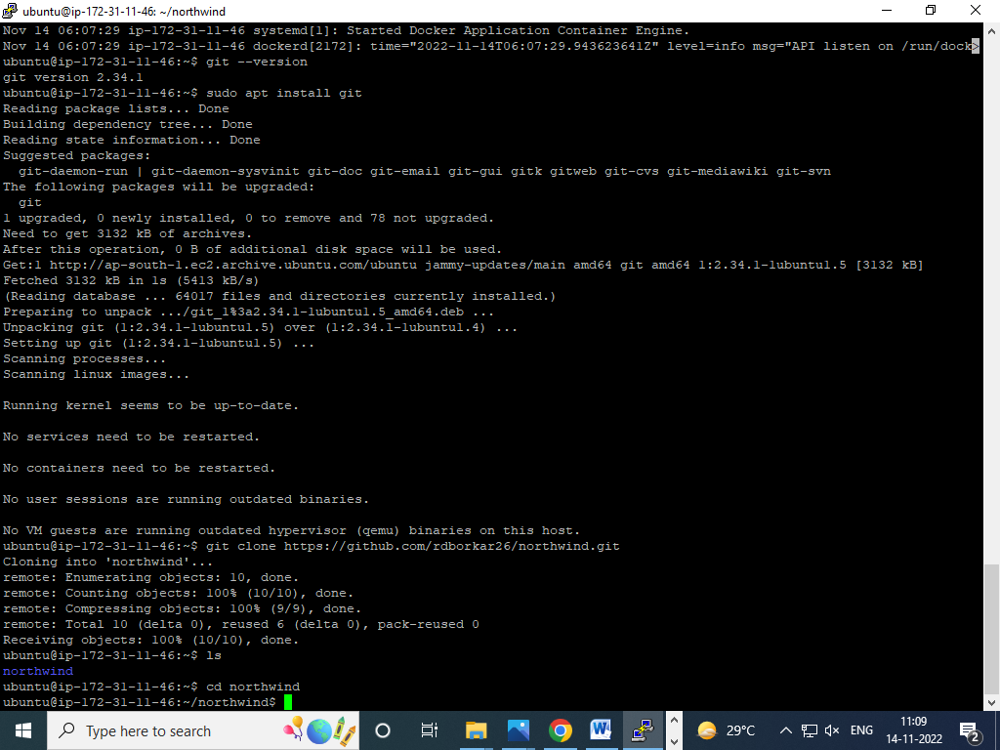 ubuntu@ip-172-31-11-46: ~/northwind
Nov 14 06:07:29 ip-172-31-11-46 systemd[1]: Started Docker Application Container Engine.
Nov 14 06:07:29 ip-172-31-11-46 dockerd[2172]: time="2022-11-14T06:07:29.943623641Z" level=info msg="API listen on /run/dock>
ubuntu@ip-172-31-11-46:~$ git --version
git version 2.34.1
ubuntu@ip-172-31-11-46:~$ sudo apt install git
Reading package lists... Done
Building dependency tree... Done
Reading state information... Done
Suggested packages:
  git-daemon-run | git-daemon-sysvinit git-doc git-email git-gui gitk gitweb git-cvs git-mediawiki git-svn
The following packages will be upgraded:
  git
1 upgraded, 0 newly installed, 0 to remove and 78 not upgraded.
Need to get 3132 kB of archives.
After this operation, 0 B of additional disk space will be used.
Get:1 http://ap-south-1.ec2.archive.ubuntu.com/ubuntu jammy-updates/main amd64 git amd64 1:2.34.1-1ubuntu1.5 [3132 kB]
Fetched 3132 kB in 1s (5413 kB/s)
(Reading database ... 64017 files and directories currently installed.)
Preparing to unpack .../git_1%3a2.34.1-1ubuntu1.5_amd64.deb ...
Unpacking git (1:2.34.1-1ubuntu1.5) over (1:2.34.1-1ubuntu1.4) ...
Setting up git (1:2.34.1-1ubuntu1.5) ...
Scanning processes...
Scanning linux images...
Running kernel seems to be up-to-date.
No services need to be restarted.
No containers need to be restarted.
No user sessions are running outdated binaries.
No VM guests are running outdated hypervisor (qemu) binaries on this host.
ubuntu@ip-172-31-11-46:~$ git clone https://github.com/rdborkar26/northwind.git
Cloning into 'northwind'...
remote: Enumerating objects: 10, done.
remote: Counting objects: 100% (10/10), done.
remote: Compressing objects: 100% (9/9), done.
remote: Total 10 (delta 0), reused 6 (delta 0), pack-reused 0
Receiving objects: 100% (10/10), done.
ubuntu@ip-172-31-11-46:~$ ls
northwind
ubuntu@ip-172-31-11-46:~$ cd northwind
ubuntu@ip-172-31-11-46:~/northwind$
Type here to search
W
29°C
ENG
11:09
14-11-2022
2